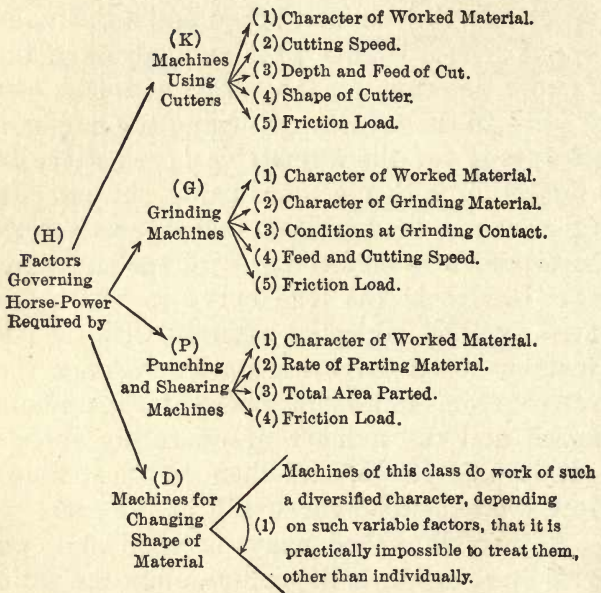 (H)
Factors
Governing
Horse-Power
Required by
(K)
Machines
Using
Cutters
(1) Character of Worked Material.
(2) Cutting Speed.
(3) Depth and Feed of Cut.
(4) Shape of Cutter.
(5) Friction Load.
(G)
Grinding
Machines
(1) Character of Worked Material.
(2) Character of Grinding Material.
(3) Conditions at Grinding Contact.
(4) Feed and Cutting Speed.
(5) Friction Load.
(P)
Punching
and Shearing
Machines
(1) Character of Worked Material.
(2) Rate of Parting Material.
(3) Total Area Parted.
(4) Friction Load.
(D)
Machines for
Changing
Shape of
Material
(1)
Machines of this class do work of such
a diversified character, depending
on such variable factors, that it is
practically impossible to treat them,
other than individually.